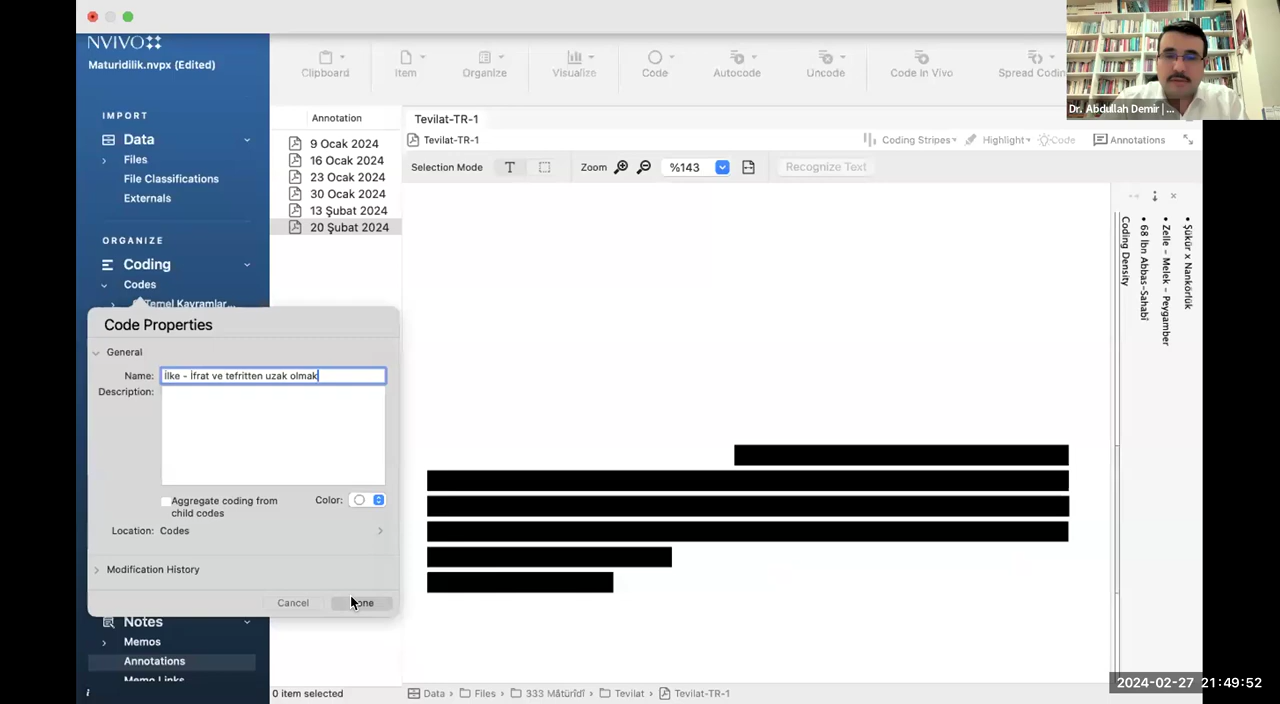 NVIVO
Maturidilik.nvpx (Edited)
Clipboard
Item
Organize
Visualize
Code
Autocode
Uncode
Code In Vivo
Spread Coding
Dr. Abdullah Demir | ...
IMPORT
Data
Files
File Classifications
Externals
ORGANIZE
Coding
Codes
Temel Kavramlar...
Annotation
9 Ocak 2024
16 Ocak 2024
23 Ocak 2024
30 Ocak 2024
13 Şubat 2024
20 Şubat 2024
Tevilat-TR-1
Tevilat-TR-1
Coding Stripes
Highlight
Code
Annotations
Selection Mode
T
Zoom
%143
Recognize Text
• Şükür x Nankörlük
• Zelle - Melek - Peygamber
• 68 İbn Abbas-Sahabî
Coding Density
Code Properties
General
Name: İlke - İfrat ve tefritten uzak olmak
Description:
Aggregate coding from
child codes
Color:
Location: Codes
Modification History
Cancel
Notes
Memos
Annotations
Memo Links
i
0 item selected
Data
Files
333 Mâtürîdî
Tevilat
Tevilat-TR-1
2024-02-27 21:49:52